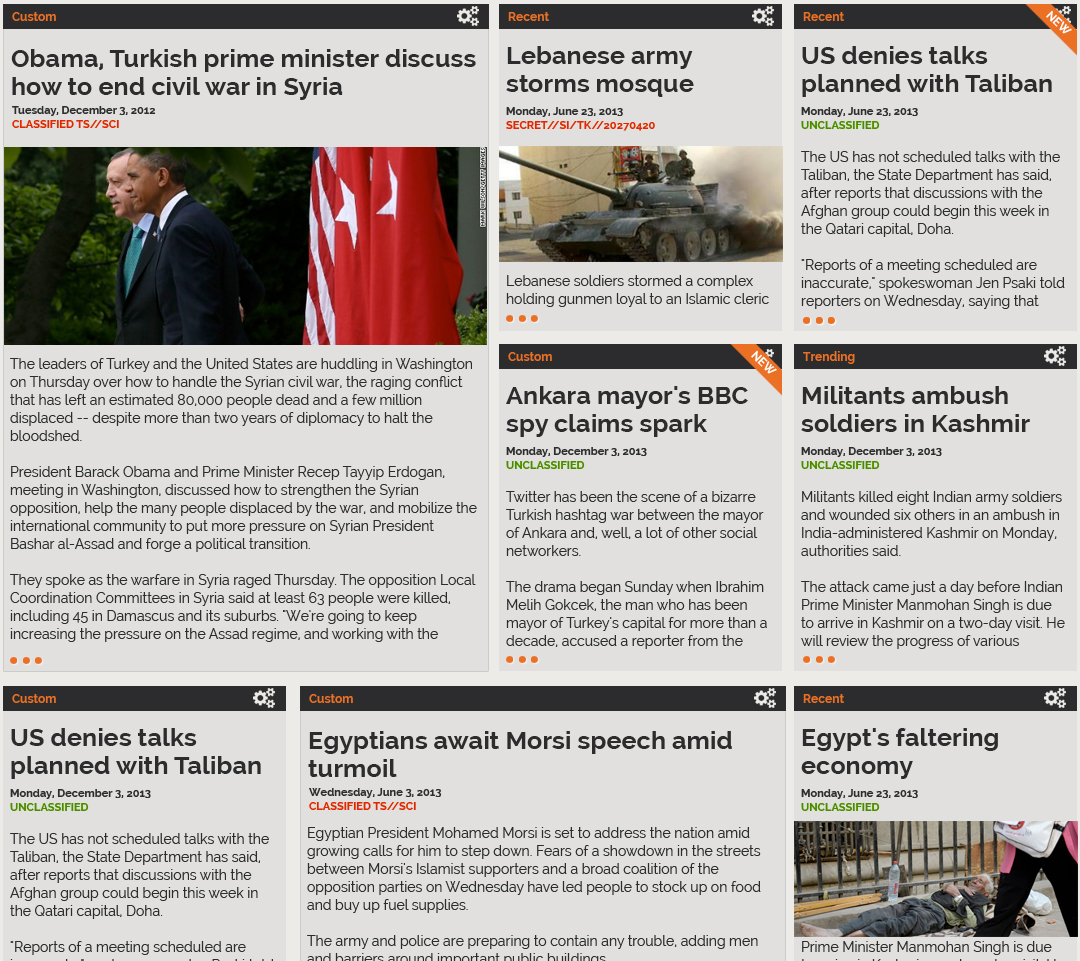 Custom
Obama, Turkish prime minister discuss
how to end civil war in Syria
Tuesday, December 3, 2012
CLASSIFIED TS//SCI
The leaders of Turkey and the United States are huddling in Washington
on Thursday over how to handle the Syrian civil war, the raging conflict
that has left an estimated 80,000 people dead and a few million
displaced -- despite more than two years of diplomacy to halt the
bloodshed.
President Barack Obama and Prime Minister Recep Tayyip Erdogan,
meeting in Washington, discussed how to strengthen the Syrian
opposition, help the many people displaced by the war, and mobilize the
international community to put more pressure on Syrian President
Bashar al-Assad and forge a political transition.
They spoke as the warfare in Syria raged Thursday. The opposition Local
Coordination Committees in Syria said at least 63 people were killed,
including 45 in Damascus and its suburbs. "We're going to keep
increasing the pressure on the Assad regime, and working with the
Recent
Lebanese army
storms mosque
Monday, June 23, 2013
SECRET//SI/TK//20270420
Lebanese soldiers stormed a complex
holding gunmen loyal to an Islamic cleric
Recent
NEW
US denies talks
planned with Taliban
Monday, June 23, 2013
UNCLASSIFIED
The US has not scheduled talks with the
Taliban, the State Department has said,
after reports that discussions with the
Afghan group could begin this week in
the Qatari capital, Doha.
"Reports of a meeting scheduled are
inaccurate," spokeswoman Jen Psaki told
reporters on Wednesday, saying that
Custom
NEW
Ankara mayor's BBC
spy claims spark
Monday, December 3, 2013
UNCLASSIFIED
Twitter has been the scene of a bizarre
Turkish hashtag war between the mayor
of Ankara and, well, a lot of other social
networkers.
The drama began Sunday when Ibrahim
Melih Gokcek, the man who has been
mayor of Turkey's capital for more than a
decade, accused a reporter from the
Trending
Militants ambush
soldiers in Kashmir
Monday, December 3, 2013
UNCLASSIFIED
Militants killed eight Indian army soldiers
and wounded six others in an ambush in
India-administered Kashmir on Monday,
authorities said.
The attack came just a day before Indian
Prime Minister Manmohan Singh is due
to arrive in Kashmir on a two-day visit. He
will review the progress of various
Custom
US denies talks
planned with Taliban
Monday, December 3, 2013
UNCLASSIFIED
The US has not scheduled talks with the
Taliban, the State Department has said,
after reports that discussions with the
Afghan group could begin this week in
the Qatari capital, Doha.
"Reports of a meeting scheduled are
Custom
Egyptians await Morsi speech amid
turmoil
Wednesday, June 3, 2013
CLASSIFIED TS//SCI
Egyptian President Mohamed Morsi is set to address the nation amid
growing calls for him to step down. Fears of a showdown in the streets
between Morsi's Islamist supporters and a broad coalition of the
opposition parties on Wednesday have led people to stock up on food
and buy up fuel supplies.
The army and police are preparing to contain any trouble, adding men
and barriers around important public buildings
Recent
Egypt's faltering
economy
Monday, June 23, 2013
UNCLASSIFIED
Prime Minister Manmohan Singh is due